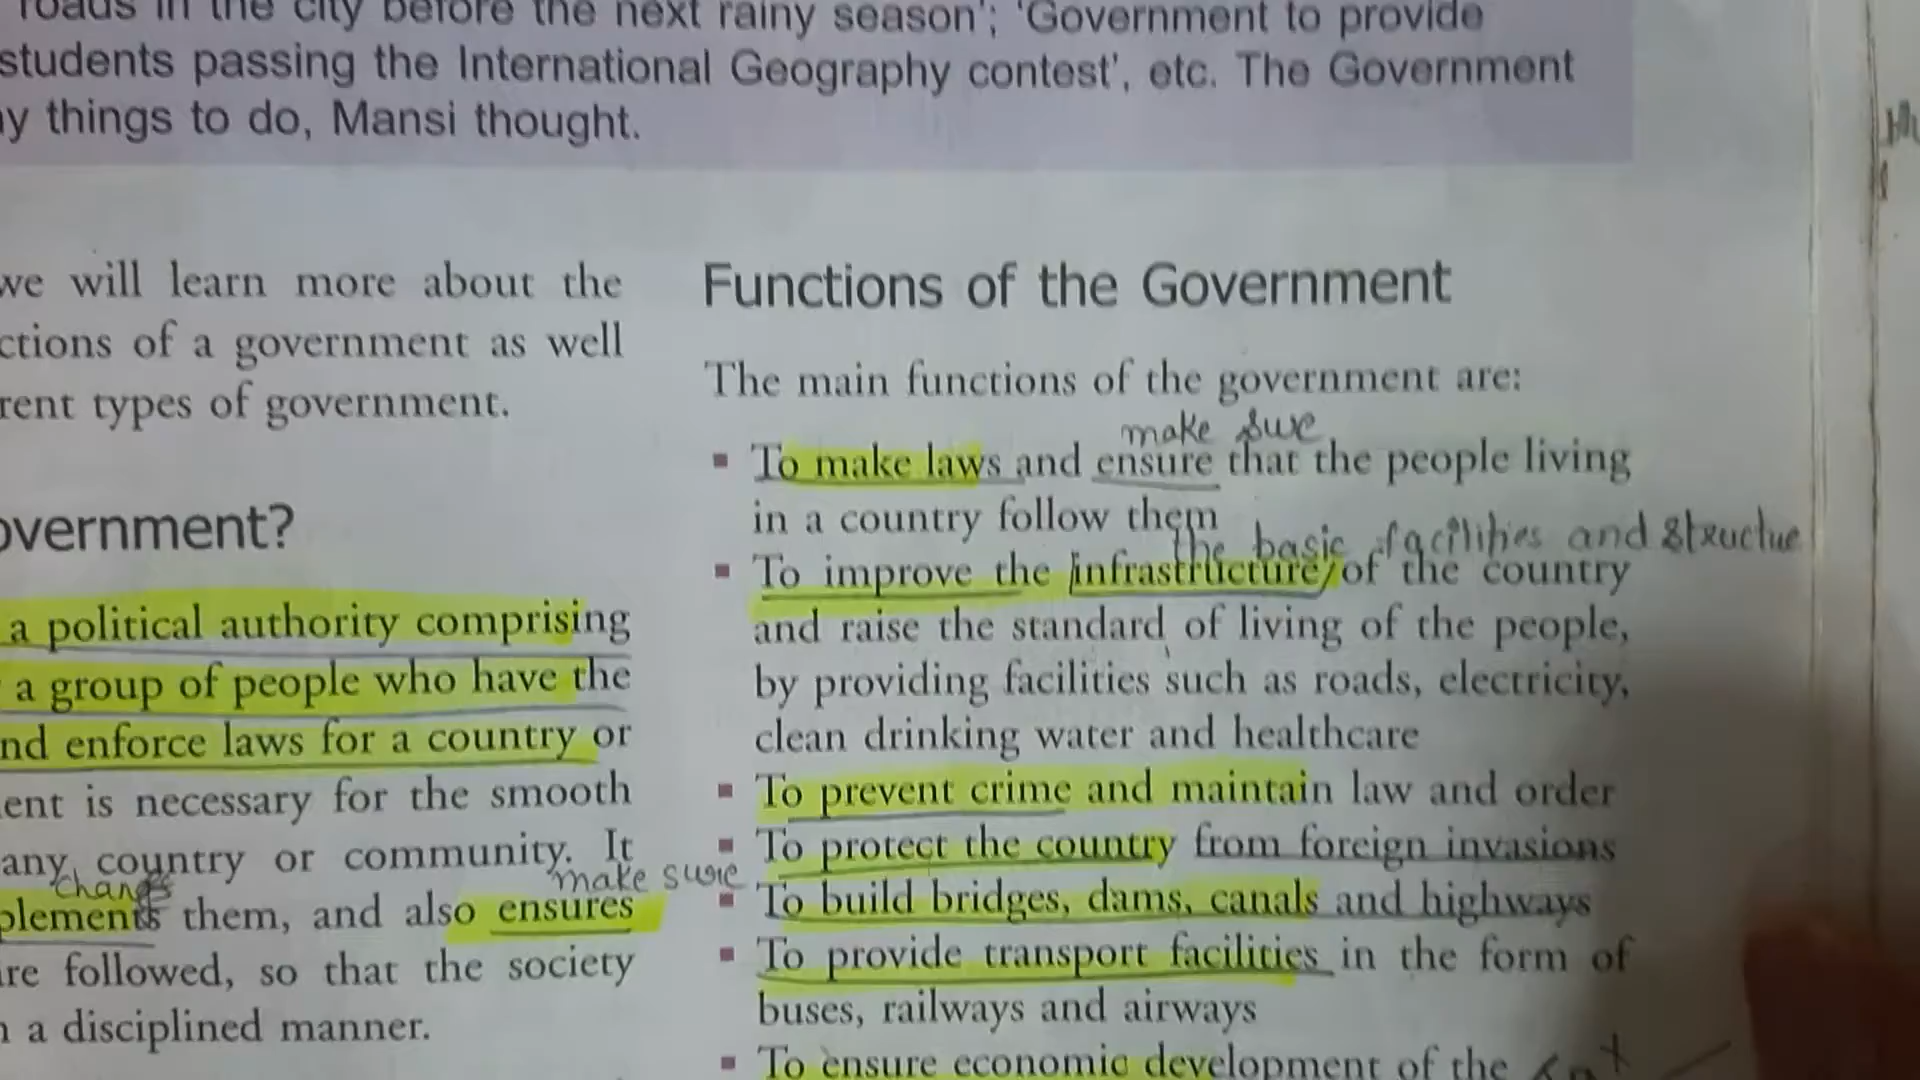 roads in the city before the next rainy season'; 'Government to provide
students passing the International Geography contest', etc. The Government
y things to do, Mansi thought.
we will learn more about the
ctions of a government as well
rent types of government.
overnment?
a political authority comprising
a group of people who have the
nd enforce laws for a country or
ent is necessary for the smooth
any country or community. It
change
make sure
plements them, and also ensures
re followed, so that the society
a disciplined manner.
Functions of the Government
The main functions of the government are:
make sure
To make laws and ensure that the people living
in a country follow them
the basic facilities and structue
To improve the infrastructure/of the country
and raise the standard of living of the people,
by providing facilities such as roads, electricity,
clean drinking water and healthcare
To prevent crime and maintain law and order
To protect the country from foreign invasions
To build bridges, dams, canals and highways
To provide transport facilities in the form of
buses, railways and airways
To ensure economic development of the